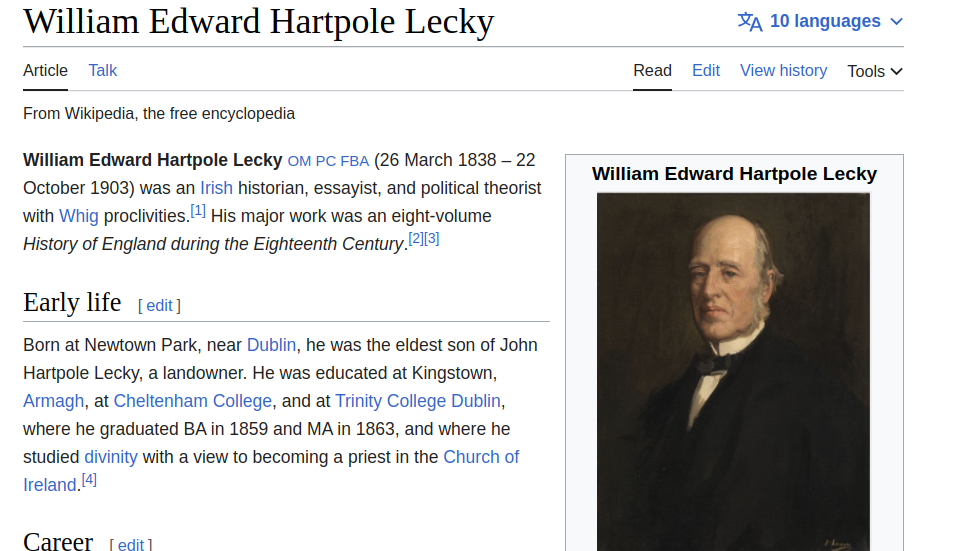 William Edward Hartpole Lecky
10 languages
Article Talk
Read Edit View history Tools
From Wikipedia, the free encyclopedia
William Edward Hartpole Lecky OM PC FBA (26 March 1838 – 22
October 1903) was an Irish historian, essayist, and political theorist
with Whig proclivities.[1] His major work was an eight-volume
History of England during the Eighteenth Century.[2][3]
Early life [ edit ]
Born at Newtown Park, near Dublin, he was the eldest son of John
Hartpole Lecky, a landowner. He was educated at Kingstown,
Armagh, at Cheltenham College, and at Trinity College Dublin,
where he graduated BA in 1859 and MA in 1863, and where he
studied divinity with a view to becoming a priest in the Church of
Ireland.[4]
Career [ edit ]
William Edward Hartpole Lecky